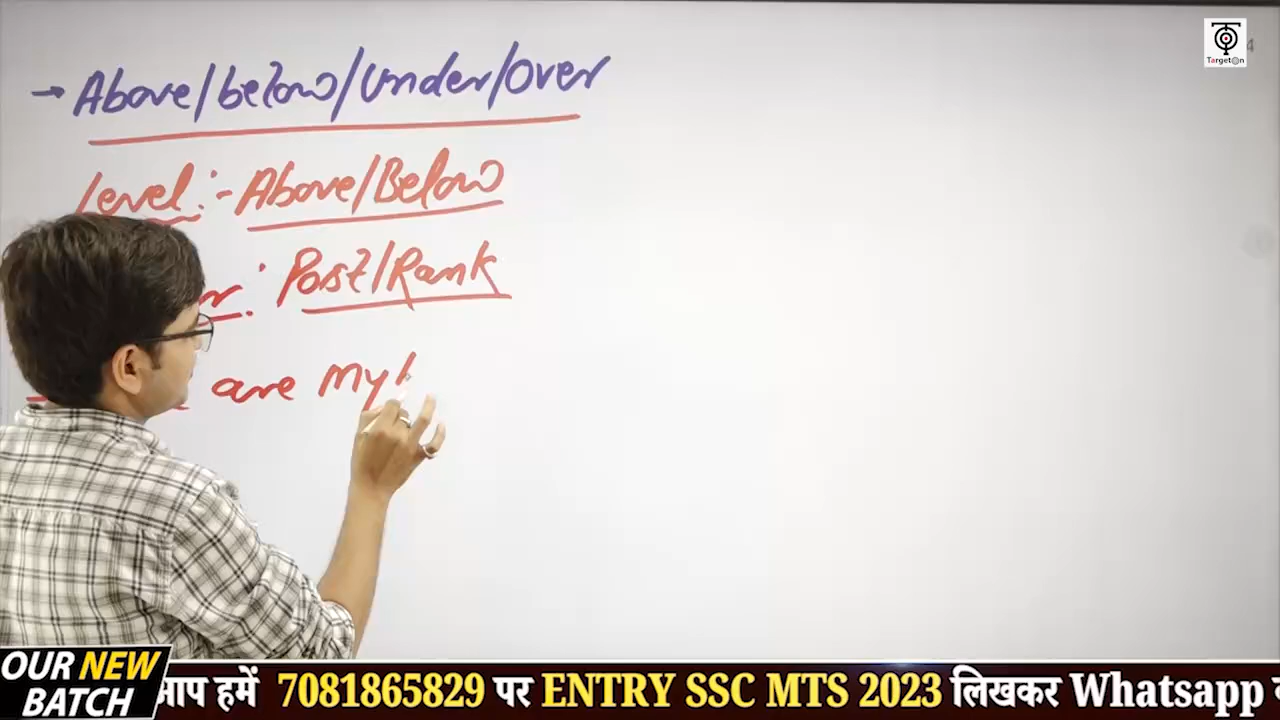 → Above/below/Under/Over
Level:- Above/Below
Post/Rank
are My
Target@n
4
OUR NEW
BATCH
आप हमें 7081865829 पर ENTRY SSC MTS 2023 लिखकर Whatsapp